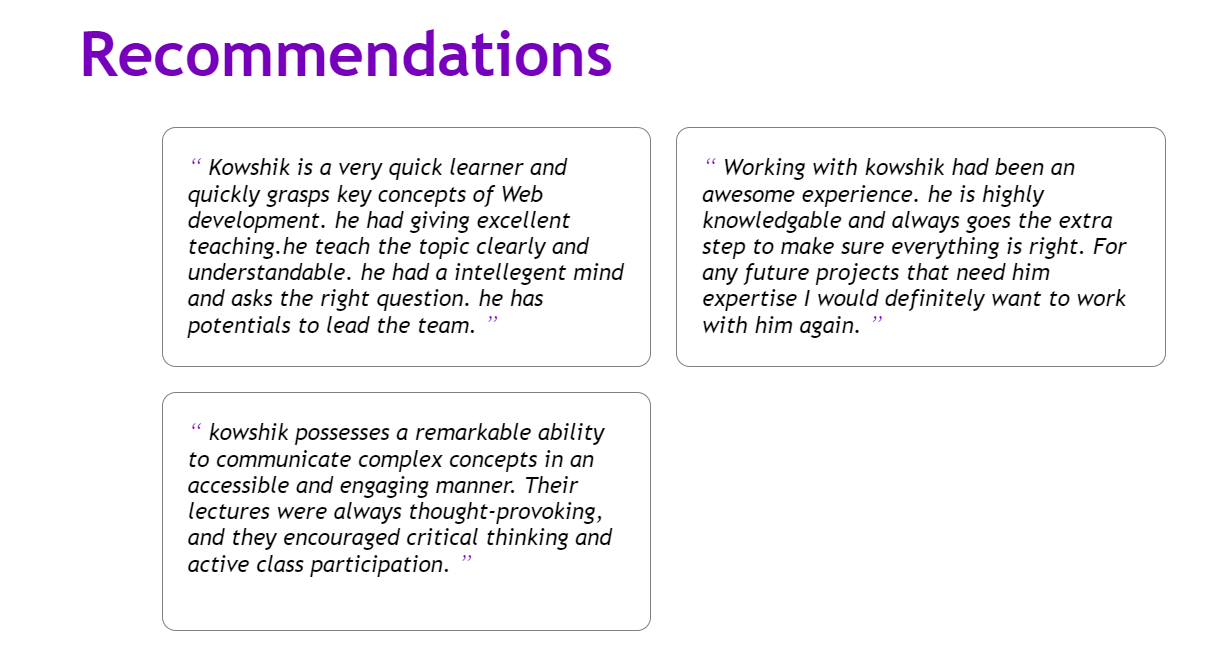 Recommendations
“ Kowshik is a very quick learner and
quickly grasps key concepts of Web
development. he had giving excellent
teaching.he teach the topic clearly and
understandable. he had a intellegent mind
and asks the right question. he has
potentials to lead the team. ”
“ Working with kowshik had been an
awesome experience. he is highly
knowledgable and always goes the extra
step to make sure everything is right. For
any future projects that need him
expertise I would definitely want to work
with him again. ”
“ kowshik possesses a remarkable ability
to communicate complex concepts in an
accessible and engaging manner. Their
lectures were always thought-provoking,
and they encouraged critical thinking and
active class participation. ”